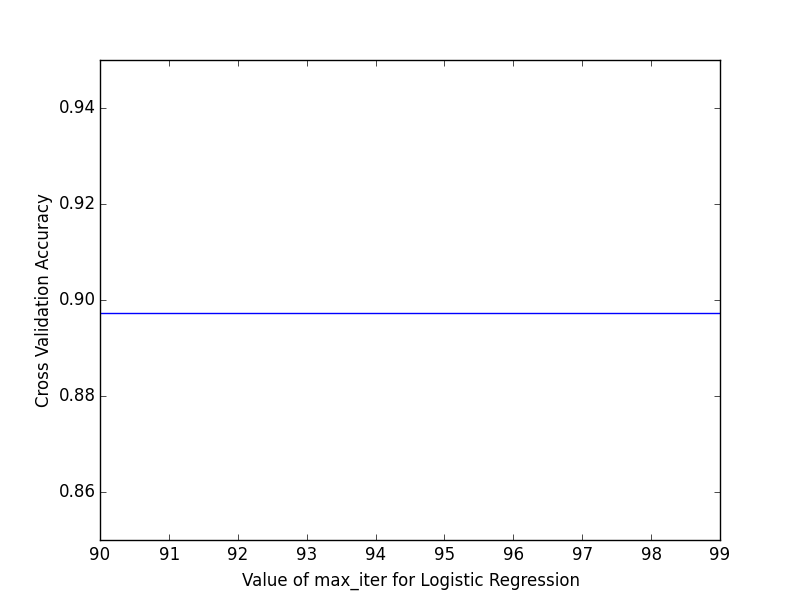 0.94
0.92
0.90
0.88
0.86
Cross Validation Accuracy
90 91 92 93 94 95 96 97 98 99
Value of max_iter for Logistic Regression